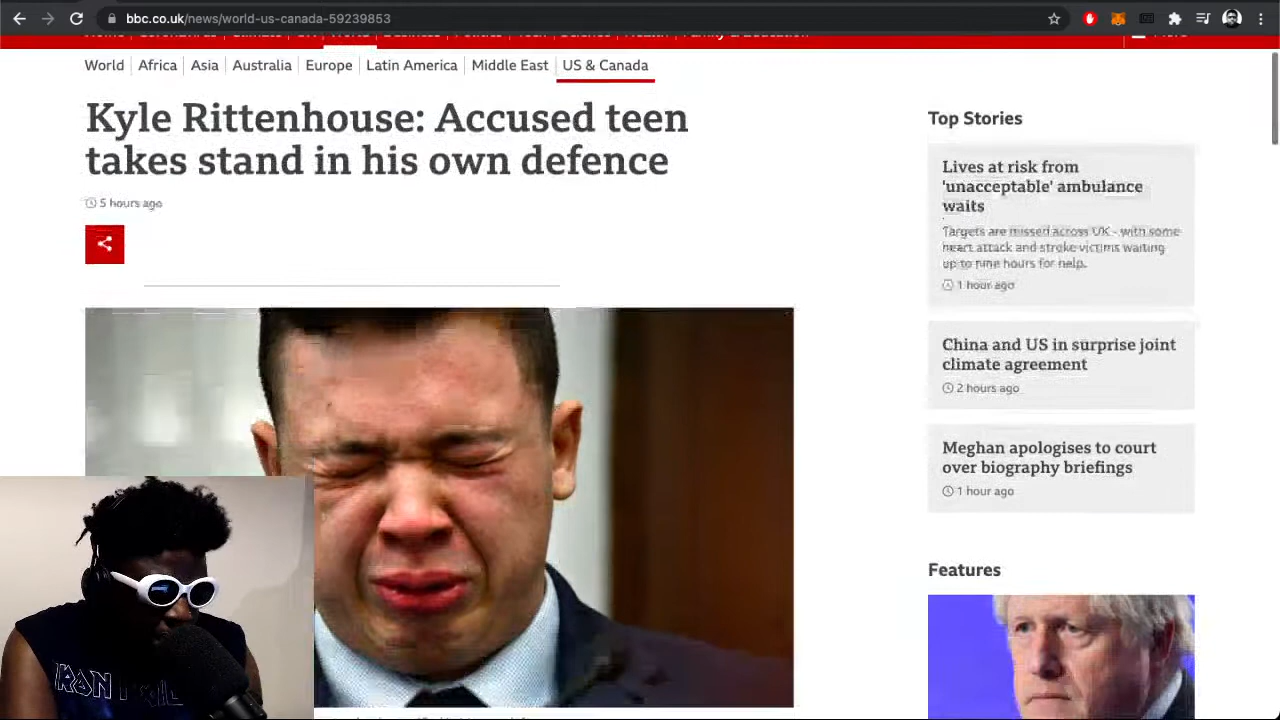 bbc.co.uk/news/world-us-canada-59239853
World Africa Asia Australia Europe Latin America Middle East US & Canada
Kyle Rittenhouse: Accused teen
takes stand in his own defence
5 hours ago
Top Stories
Lives at risk from
'unacceptable' ambulance
waits
Targets are missed across UK - with some
heart attack and stroke victims waiting
up to nine hours for help.
1 hour ago
China and US in surprise joint
climate agreement
2 hours ago
Meghan apologises to court
over biography briefings
1 hour ago
Features